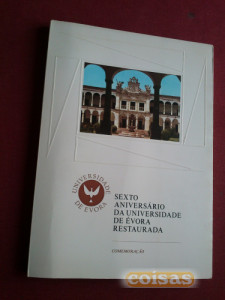 UNIVERSIDADE
DE ÉVORA
SEXTO
ANIVERSÁRIO
DA UNIVERSIDADE
DE ÉVORA
RESTAURADA
COMEMORAÇÃO
coisas